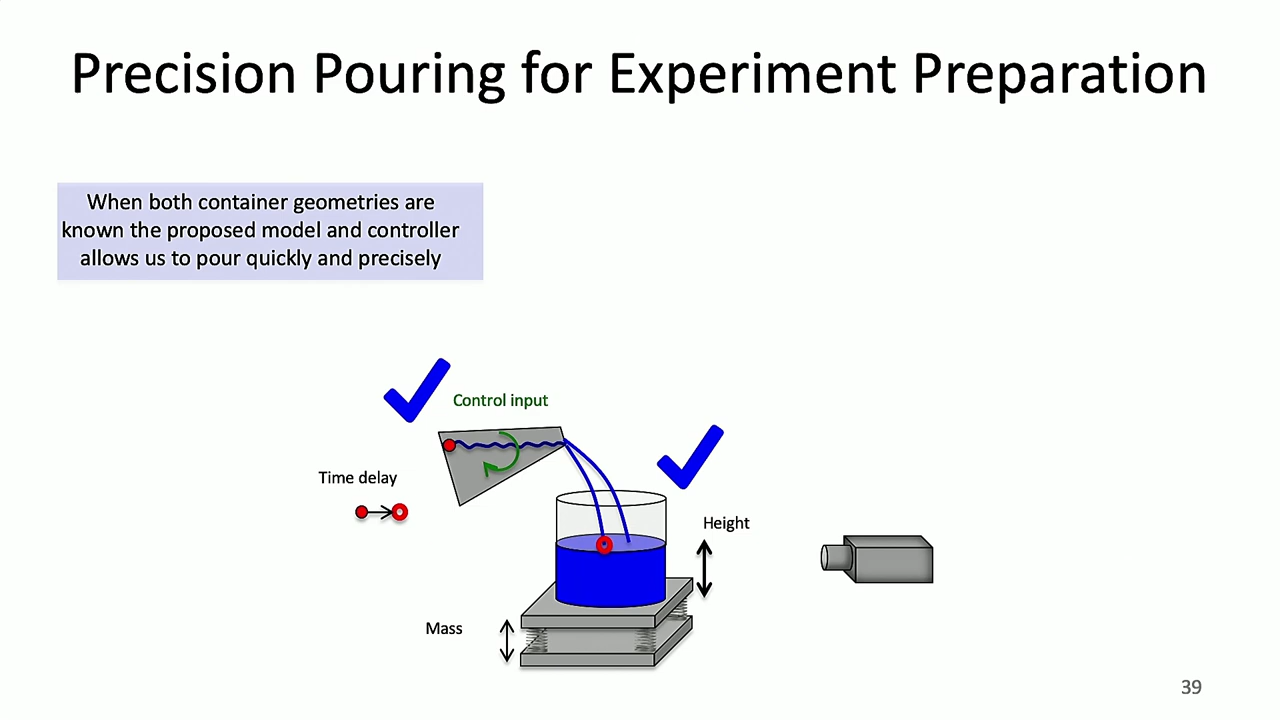 Precision Pouring for Experiment Preparation
When both container geometries are
known the proposed model and controller
allows us to pour quickly and precisely
Control input
Time delay
Height
Mass
39